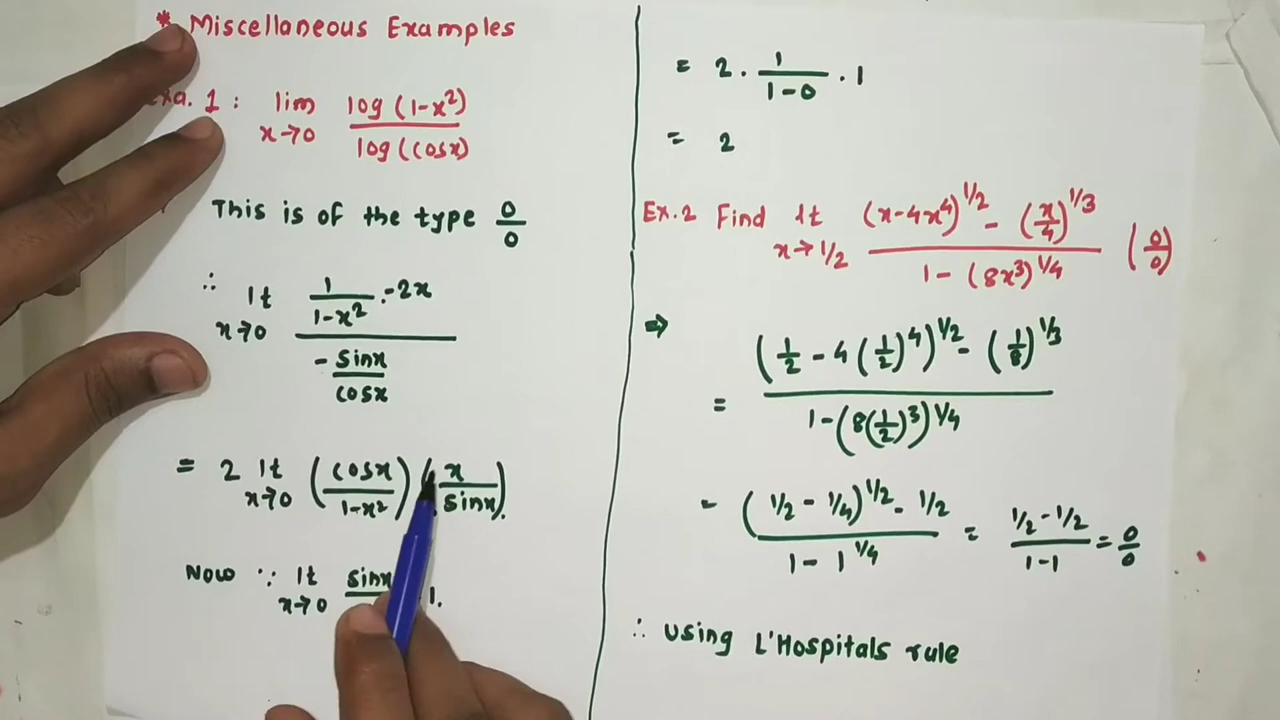 * Miscellaneous Examples
Exa. 1 : lim x→0 log (1-x²) / log (cosx)
This is of the type 0/0
∴ lt x→0 (1/(1-x²) . -2x) / (- sinx/cosx)
= 2 lt x→0 (cosx / 1-x²) (x / sinx).
Now ∵ lt x→0 sinx 1.
= 2 . 1/(1-0) . 1
= 2
Ex.2 Find lt x→1/2 ((x-4x⁴)^1/2 - (x/4)^1/3) / (1 - (8x³)^1/4) (0/0)
⇒
= ((1/2 - 4(1/2)⁴)^1/2 - (1/8)^1/3) / (1-(8(1/2)³)^1/4)
= ((1/2 - 1/4)^1/2 - 1/2) / (1 - 1^1/4) = (1/2 - 1/2) / (1-1) = 0/0
∴ using L'Hospitals rule